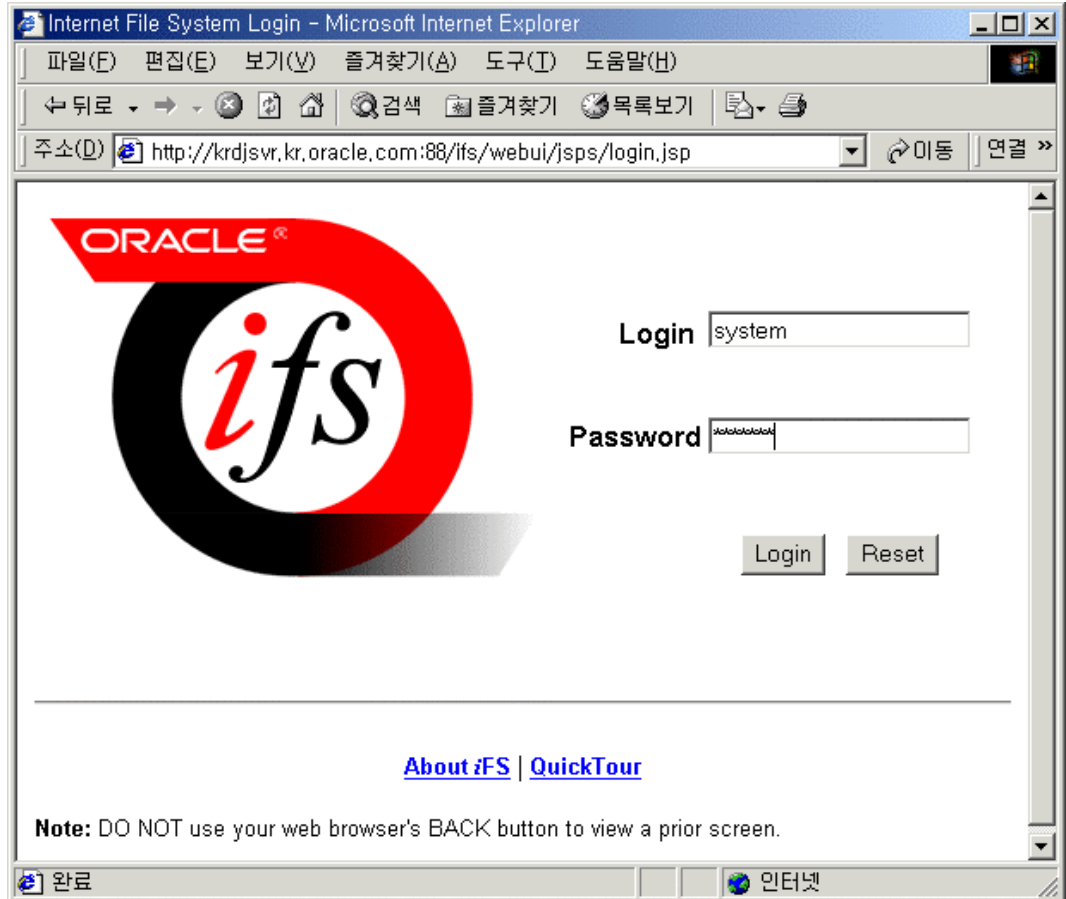 Internet File System Login - Microsoft Internet Explorer
파일(F) 편집(E) 보기(V) 즐겨찾기(A) 도구(T) 도움말(H)
뒤로 검색 즐겨찾기 목록보기
주소(D) http://krdjsvr.kr.oracle.com:88/ifs/webui/jsps/login.jsp 이동 연결 »
ORACLE®
ifs
Login system
Password *******
Login Reset
About iFS | QuickTour
Note: DO NOT use your web browser's BACK button to view a prior screen.
완료 인터넷